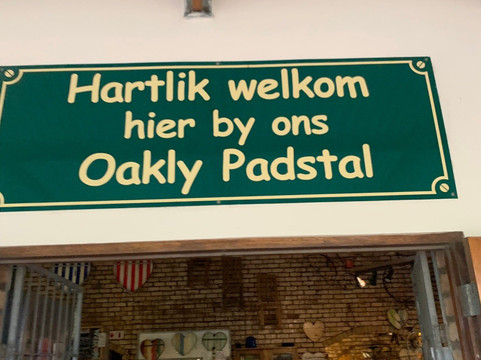 Hartlik welkom
hier by ons
Oakly Padstal